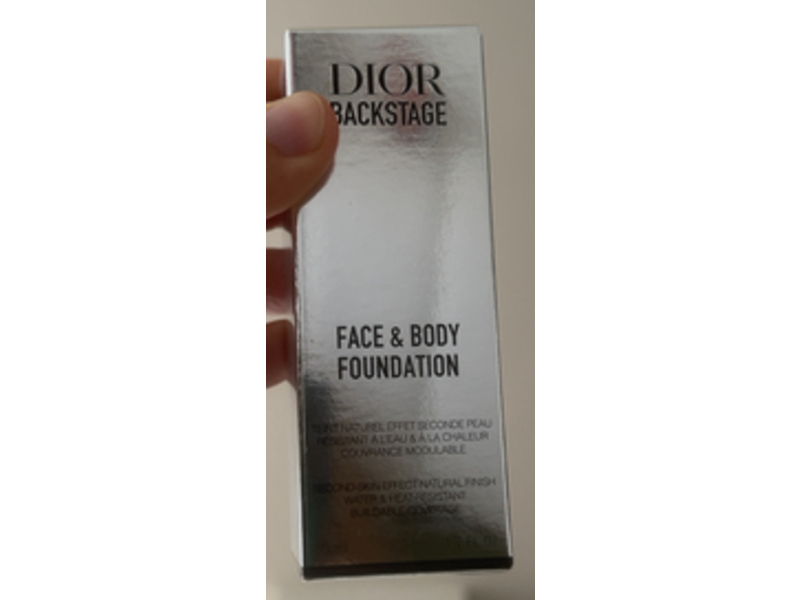 DIOR
BACKSTAGE
FACE & BODY
FOUNDATION
TEINT NATUREL EFFET SECONDE PEAU
RÉSISTANT À L'EAU & À LA CHALEUR
COUVRANCE MODULABLE
SECOND-SKIN EFFECT NATURAL FINISH
WATER & HEAT-RESISTANT
BUILDABLE COVERAGE